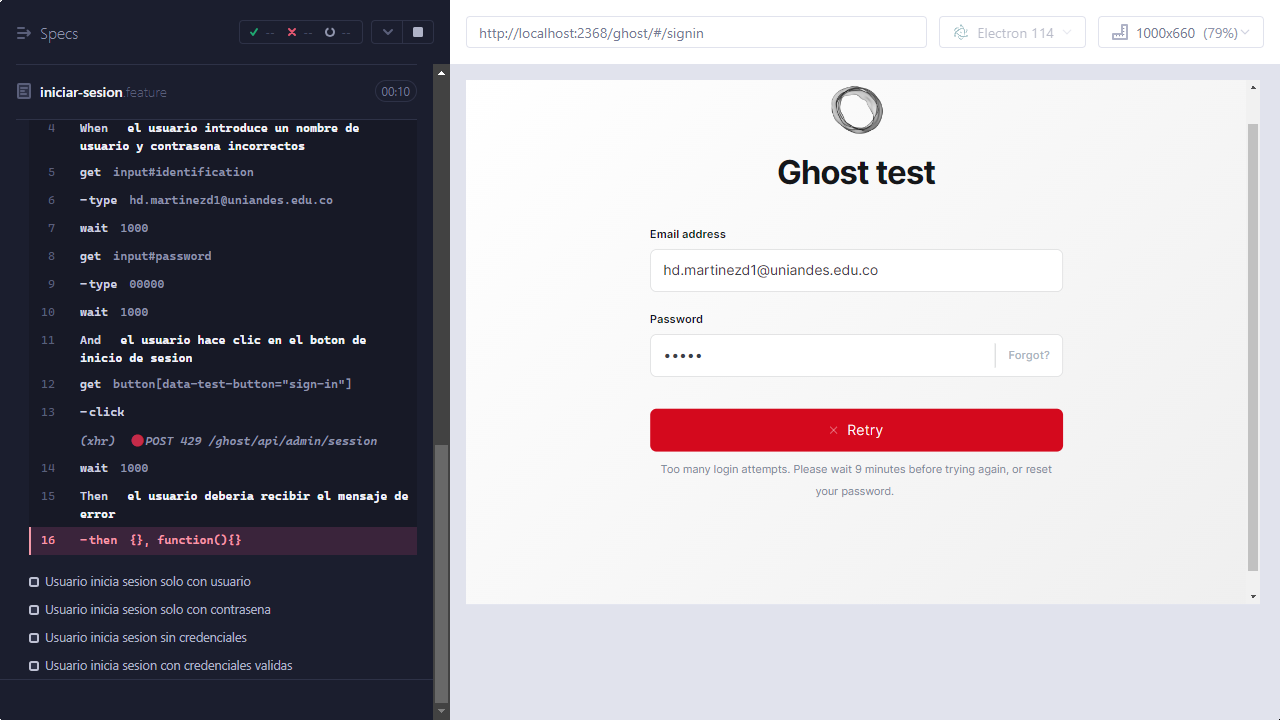 Specs
-- -- --
iniciar-sesion.feature 00:10
4 When el usuario introduce un nombre de
usuario y contrasena incorrectos
5 get input#identification
6 -type hd.martinezd1@uniandes.edu.co
7 wait 1000
8 get input#password
9 -type 00000
10 wait 1000
11 And el usuario hace clic en el boton de
inicio de sesion
12 get button[data-test-button="sign-in"]
13 -click
(xhr) POST 429 /ghost/api/admin/session
14 wait 1000
15 Then el usuario deberia recibir el mensaje de
error
16 -then {}, function(){}
Usuario inicia sesion solo con usuario
Usuario inicia sesion solo con contrasena
Usuario inicia sesion sin credenciales
Usuario inicia sesion con credenciales validas
http://localhost:2368/ghost/#/signin
Electron 114
1000x660 (79%)
Ghost test
Email address
hd.martinezd1@uniandes.edu.co
Password
•••••
Forgot?
× Retry
Too many login attempts. Please wait 9 minutes before trying again, or reset
your password.